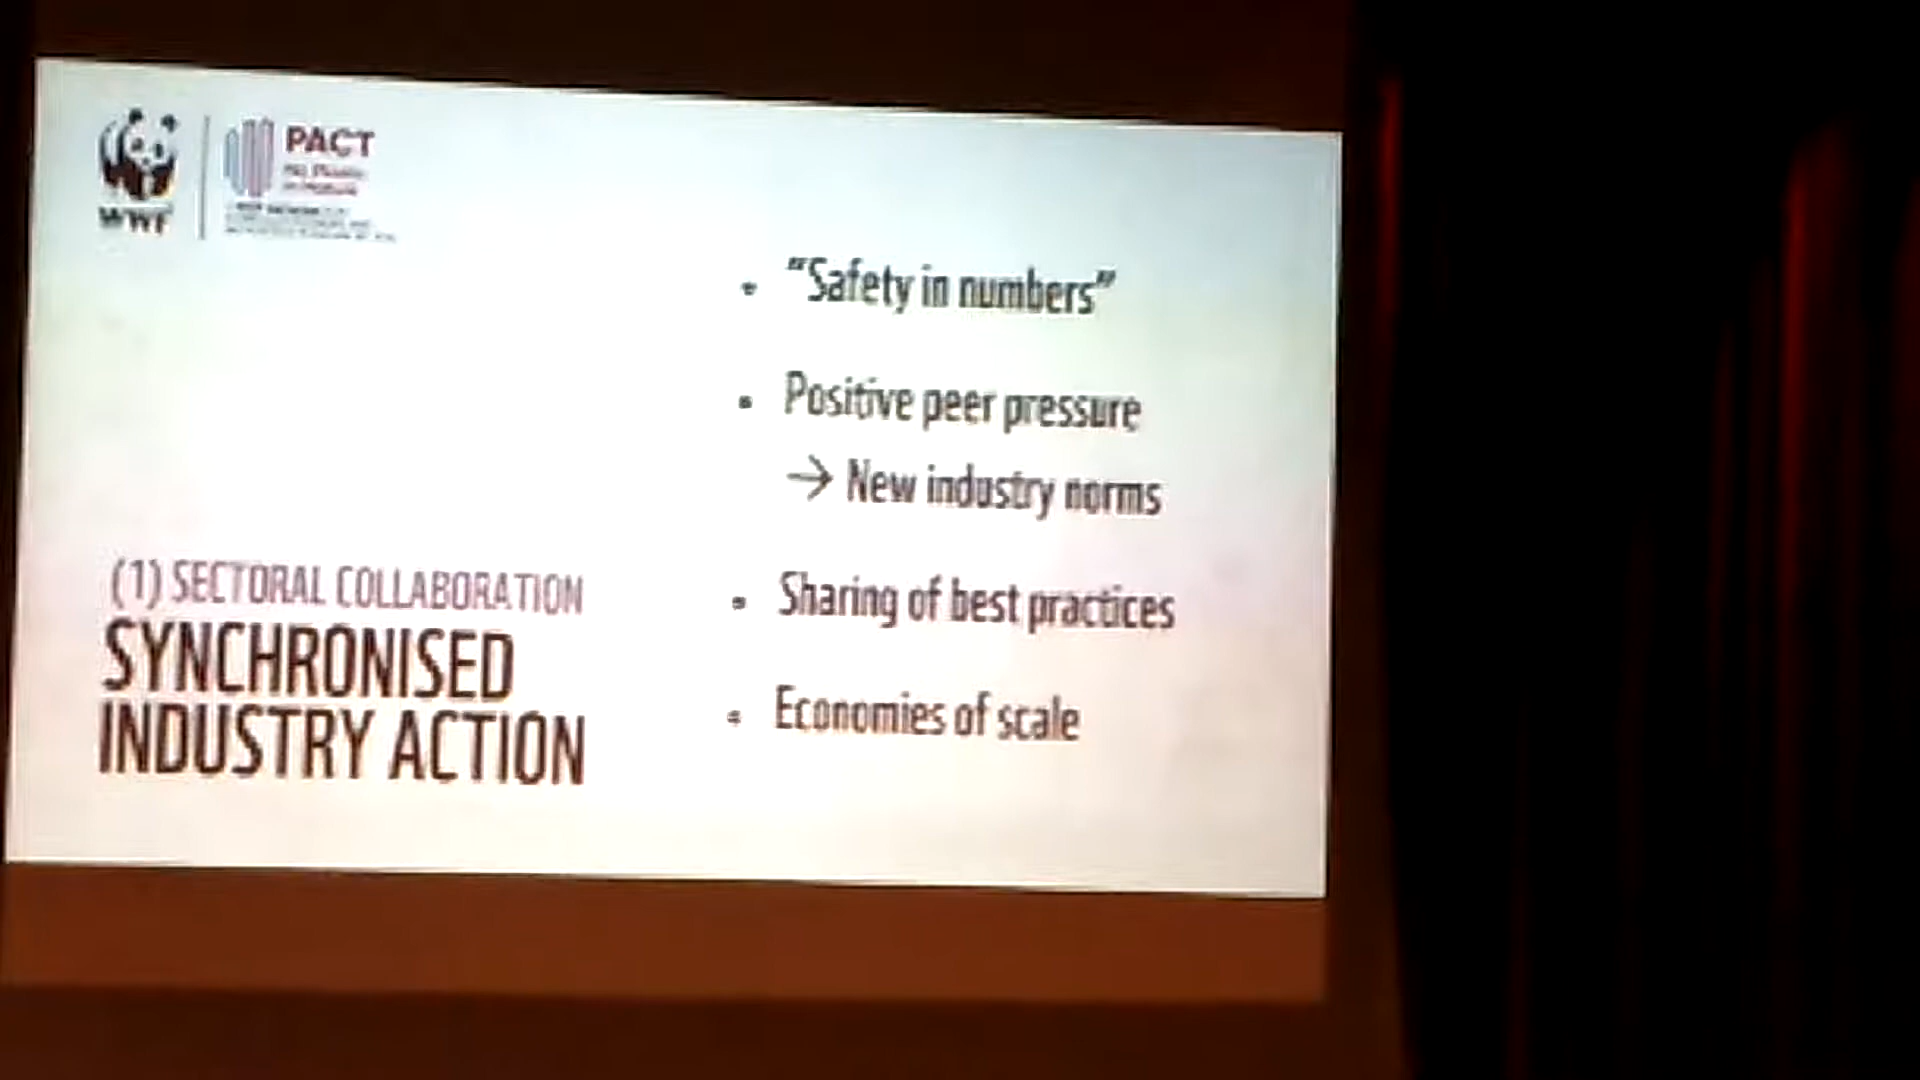 WWF
PACT
"Safety in numbers"
Positive peer pressure
→ New industry norms
Sharing of best practices
Economies of scale
(1) SECTORAL COLLABORATION
SYNCHRONISED
INDUSTRY ACTION